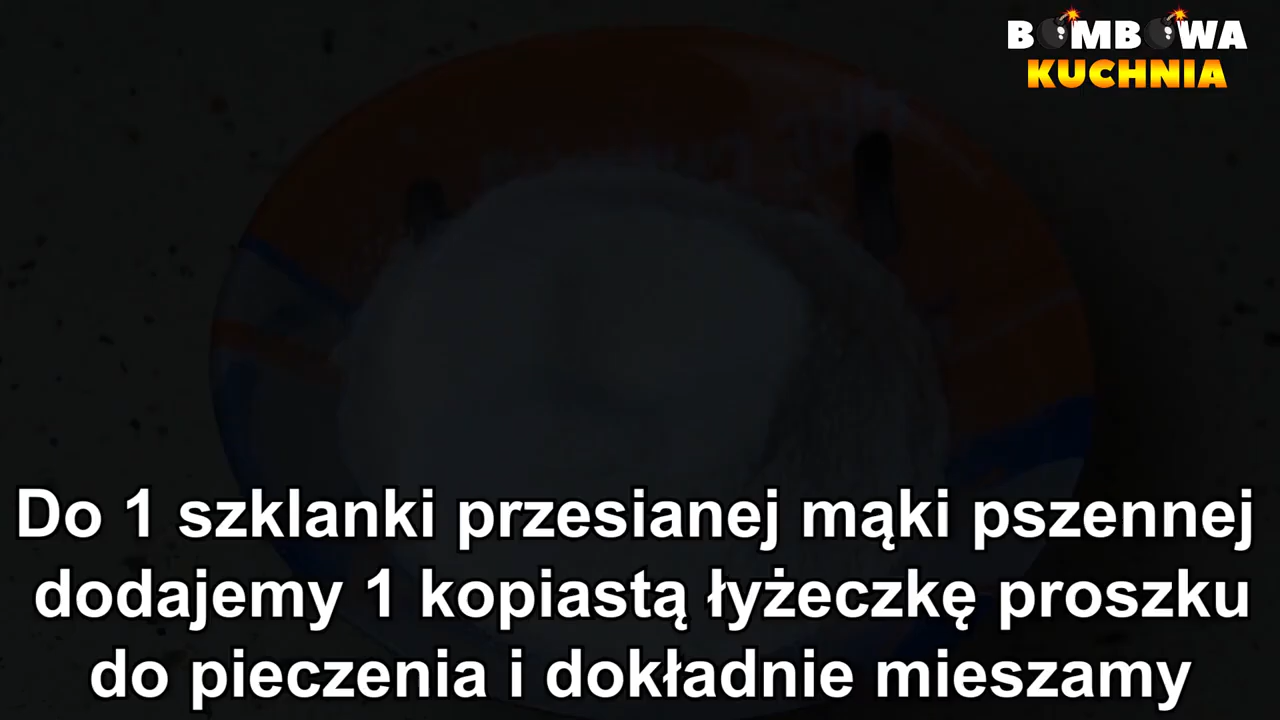 BOMBOWA
KUCHNIA
Do 1 szklanki przesianej mąki pszennej
dodajemy 1 kopiastą łyżeczkę proszku
do pieczenia i dokładnie mieszamy